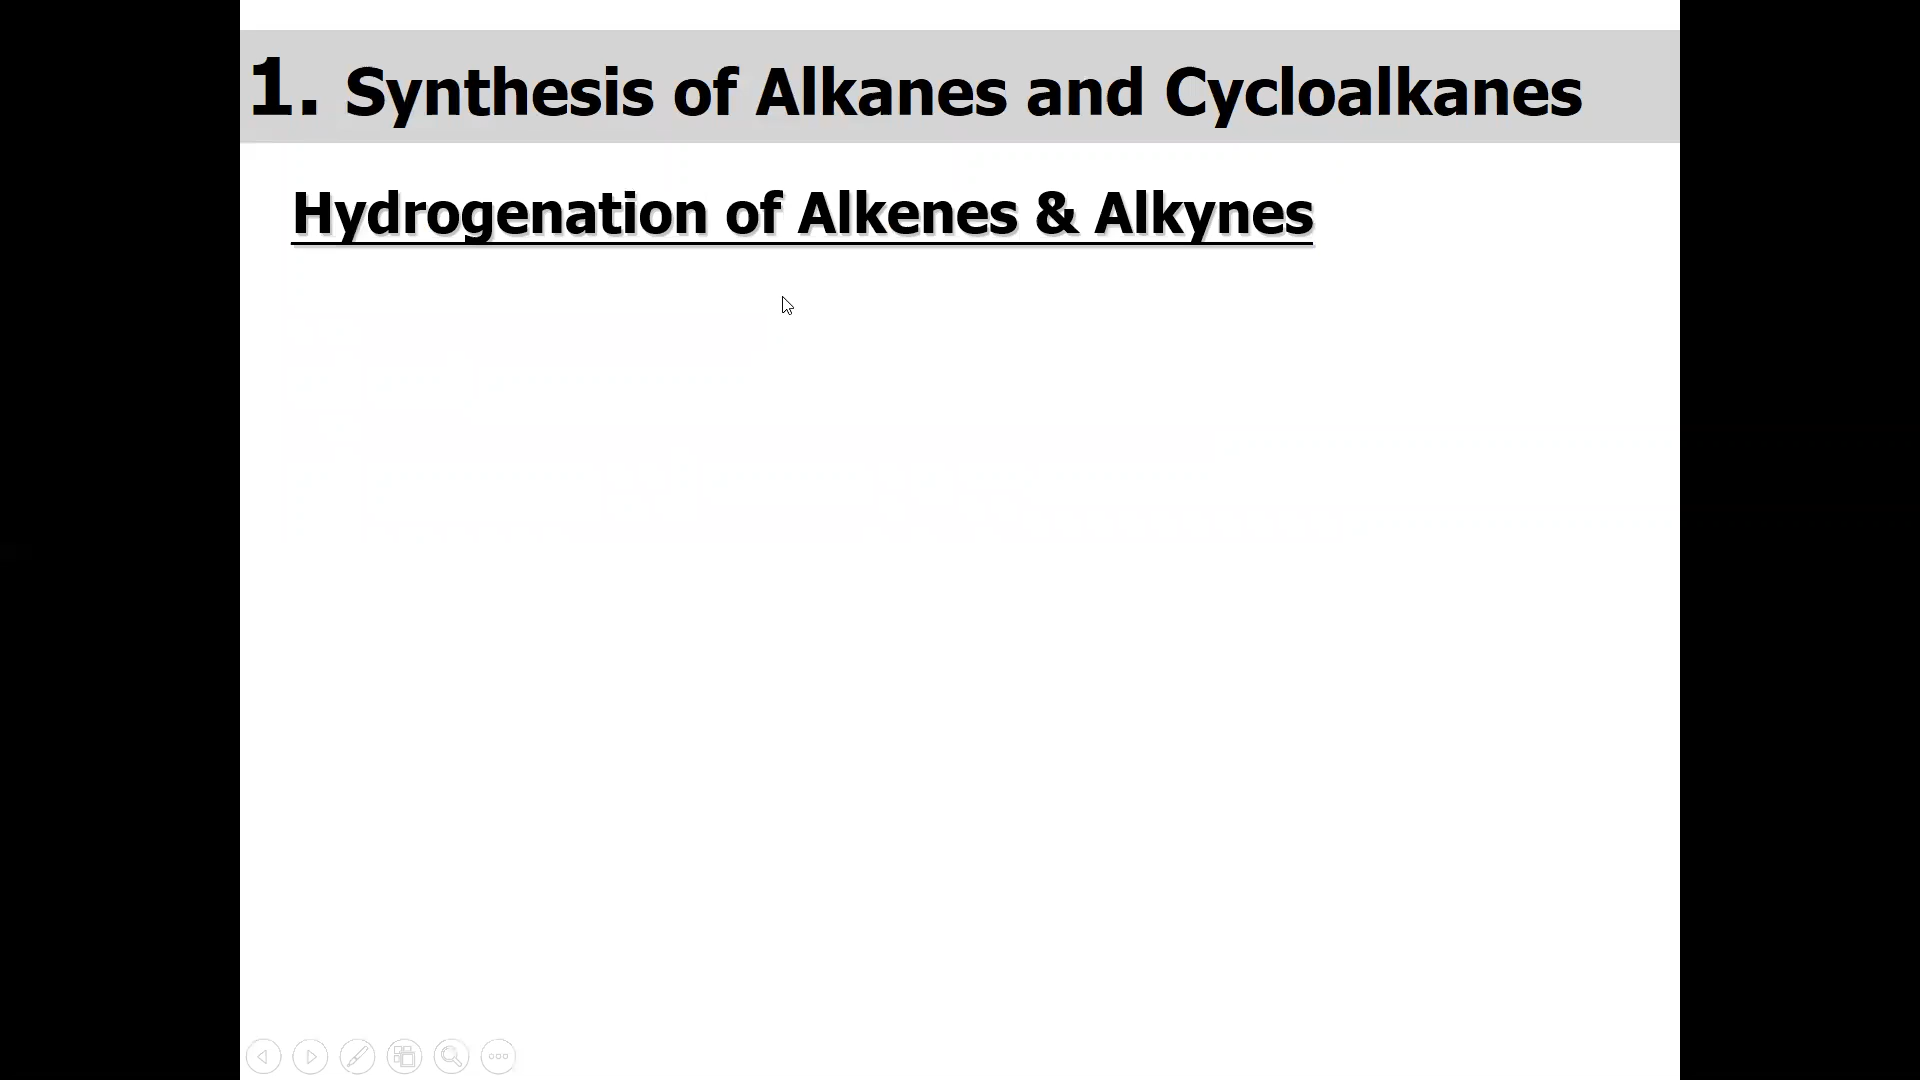 1. Synthesis of Alkanes and Cycloalkanes
Hydrogenation of Alkenes & Alkynes